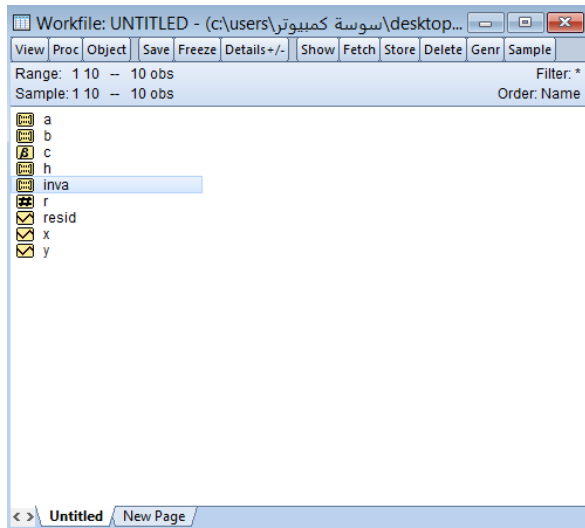 Workfile: UNTITLED - (c:\users\سوسة كمبيوتر\desktop...
View Proc Object Save Freeze Details+/- Show Fetch Store Delete Genr Sample
Range: 1 10 -- 10 obs Filter: *
Sample: 1 10 -- 10 obs Order: Name
a
b
β c
h
inva
r
resid
x
y
< > Untitled New Page